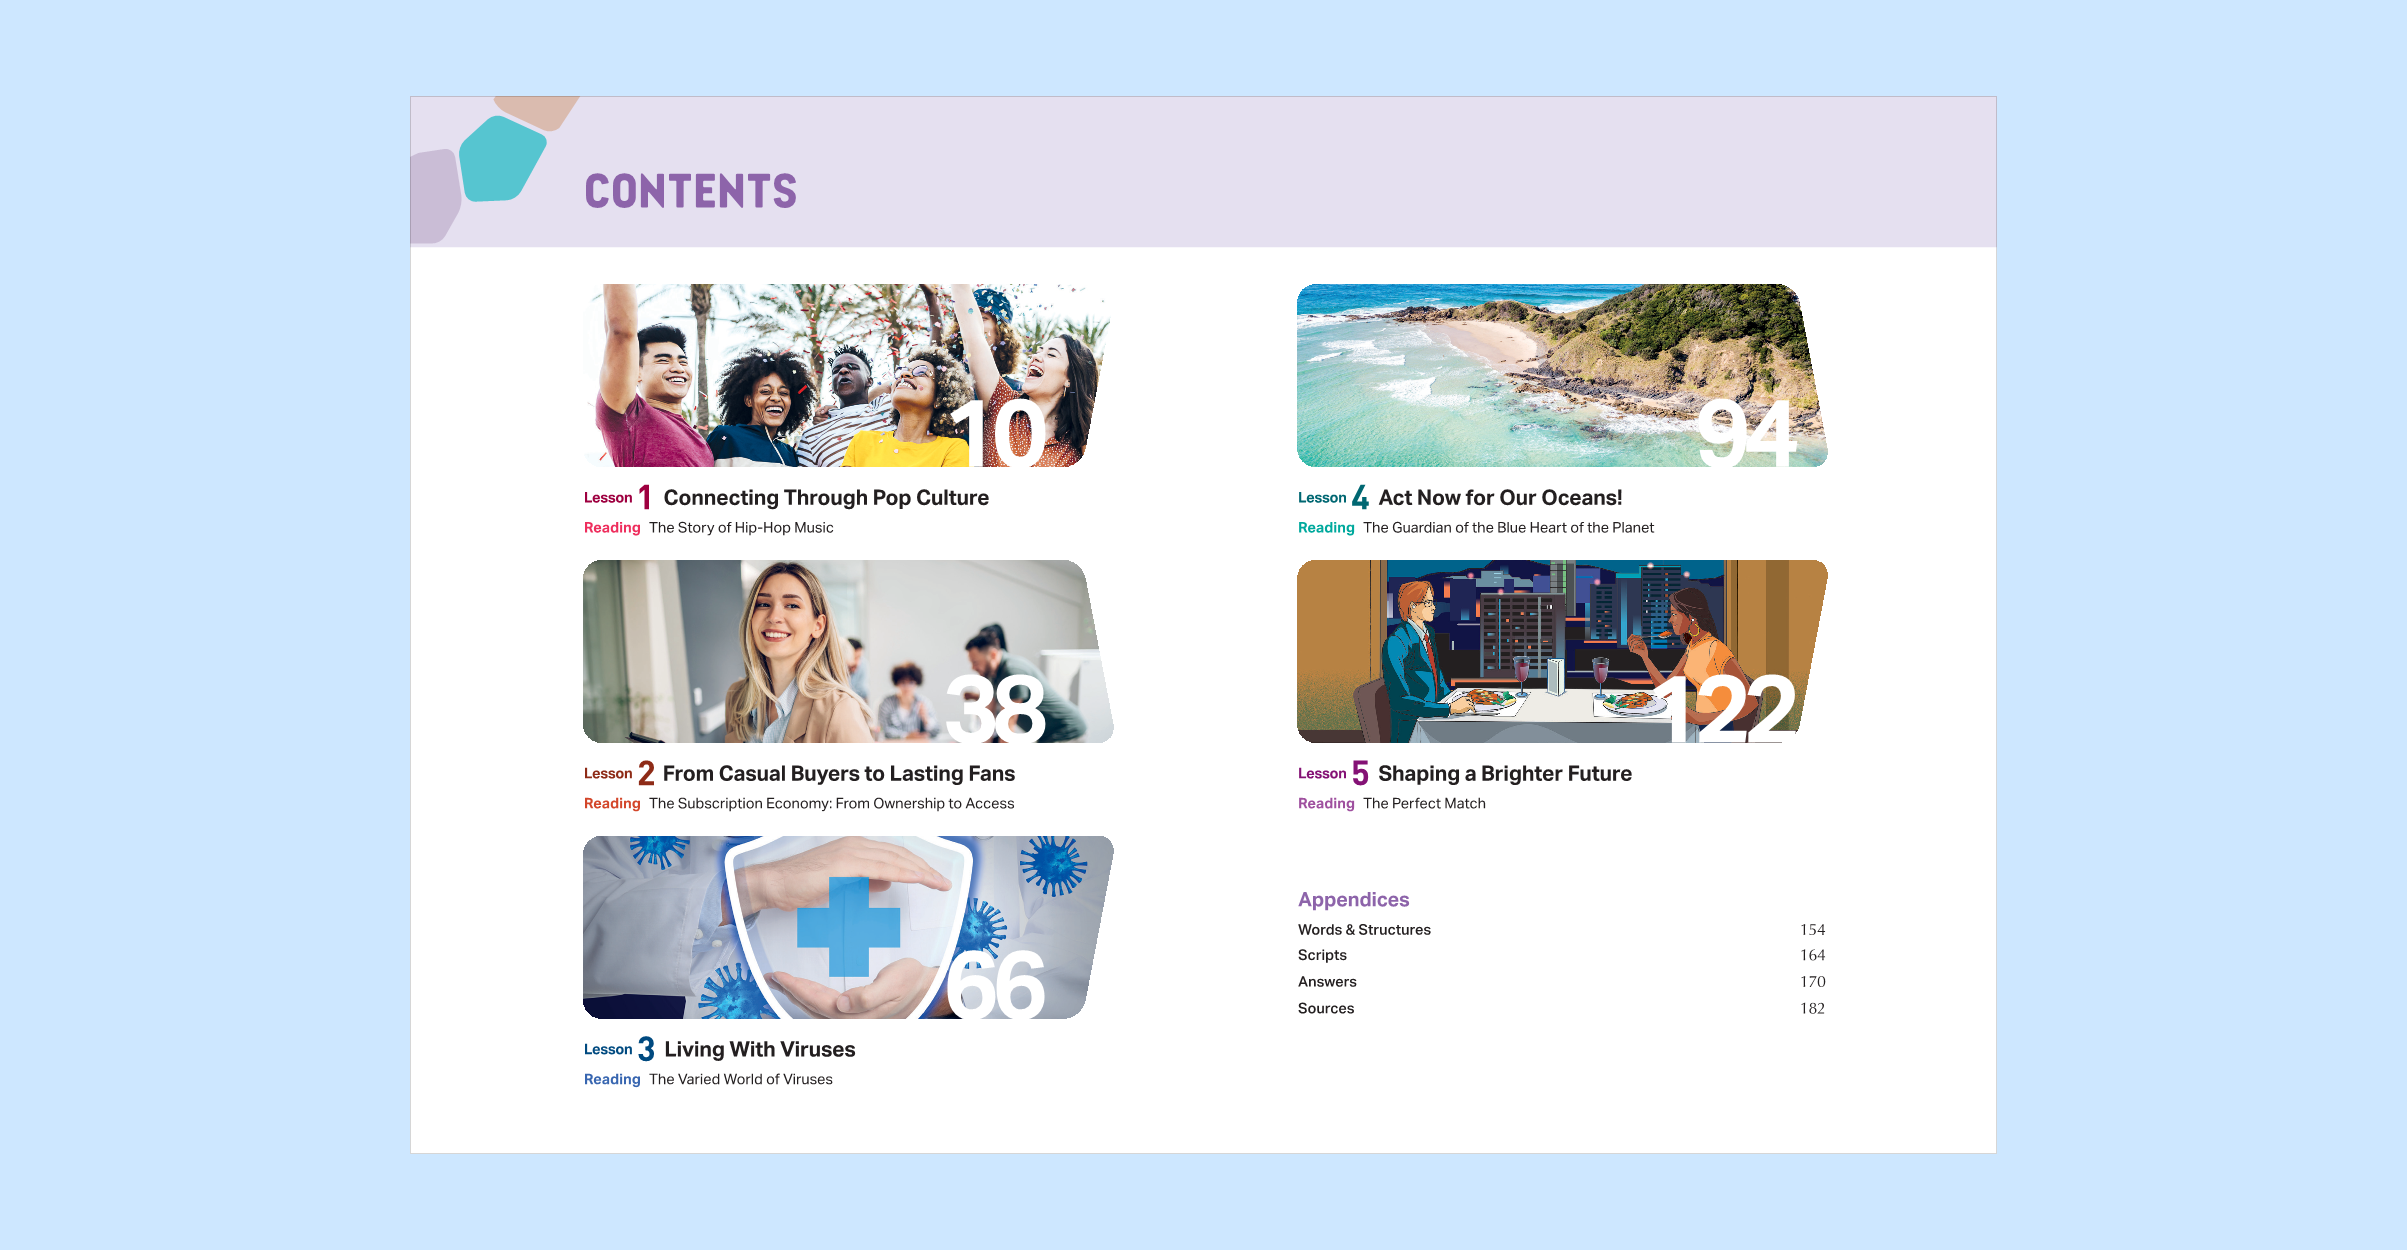 CONTENTS
10
Lesson 1 Connecting Through Pop Culture
Reading The Story of Hip-Hop Music
38
Lesson 2 From Casual Buyers to Lasting Fans
Reading The Subscription Economy: From Ownership to Access
66
Lesson 3 Living With Viruses
Reading The Varied World of Viruses
94
Lesson 4 Act Now for Our Oceans!
Reading The Guardian of the Blue Heart of the Planet
122
Lesson 5 Shaping a Brighter Future
Reading The Perfect Match
Appendices
Words & Structures 154
Scripts 164
Answers 170
Sources 182